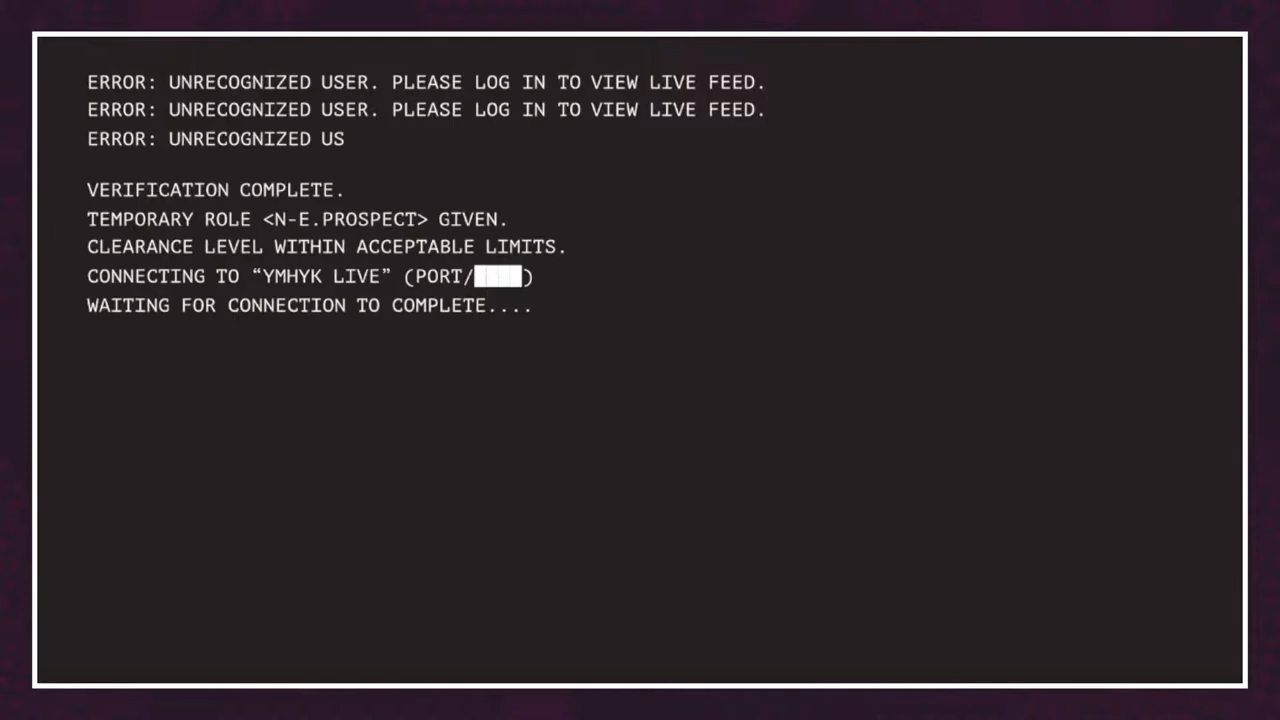 ERROR: UNRECOGNIZED USER. PLEASE LOG IN TO VIEW LIVE FEED.
ERROR: UNRECOGNIZED USER. PLEASE LOG IN TO VIEW LIVE FEED.
ERROR: UNRECOGNIZED US
VERIFICATION COMPLETE.
TEMPORARY ROLE <N-E.PROSPECT> GIVEN.
CLEARANCE LEVEL WITHIN ACCEPTABLE LIMITS.
CONNECTING TO “YMHYK LIVE” (PORT/████)
WAITING FOR CONNECTION TO COMPLETE....